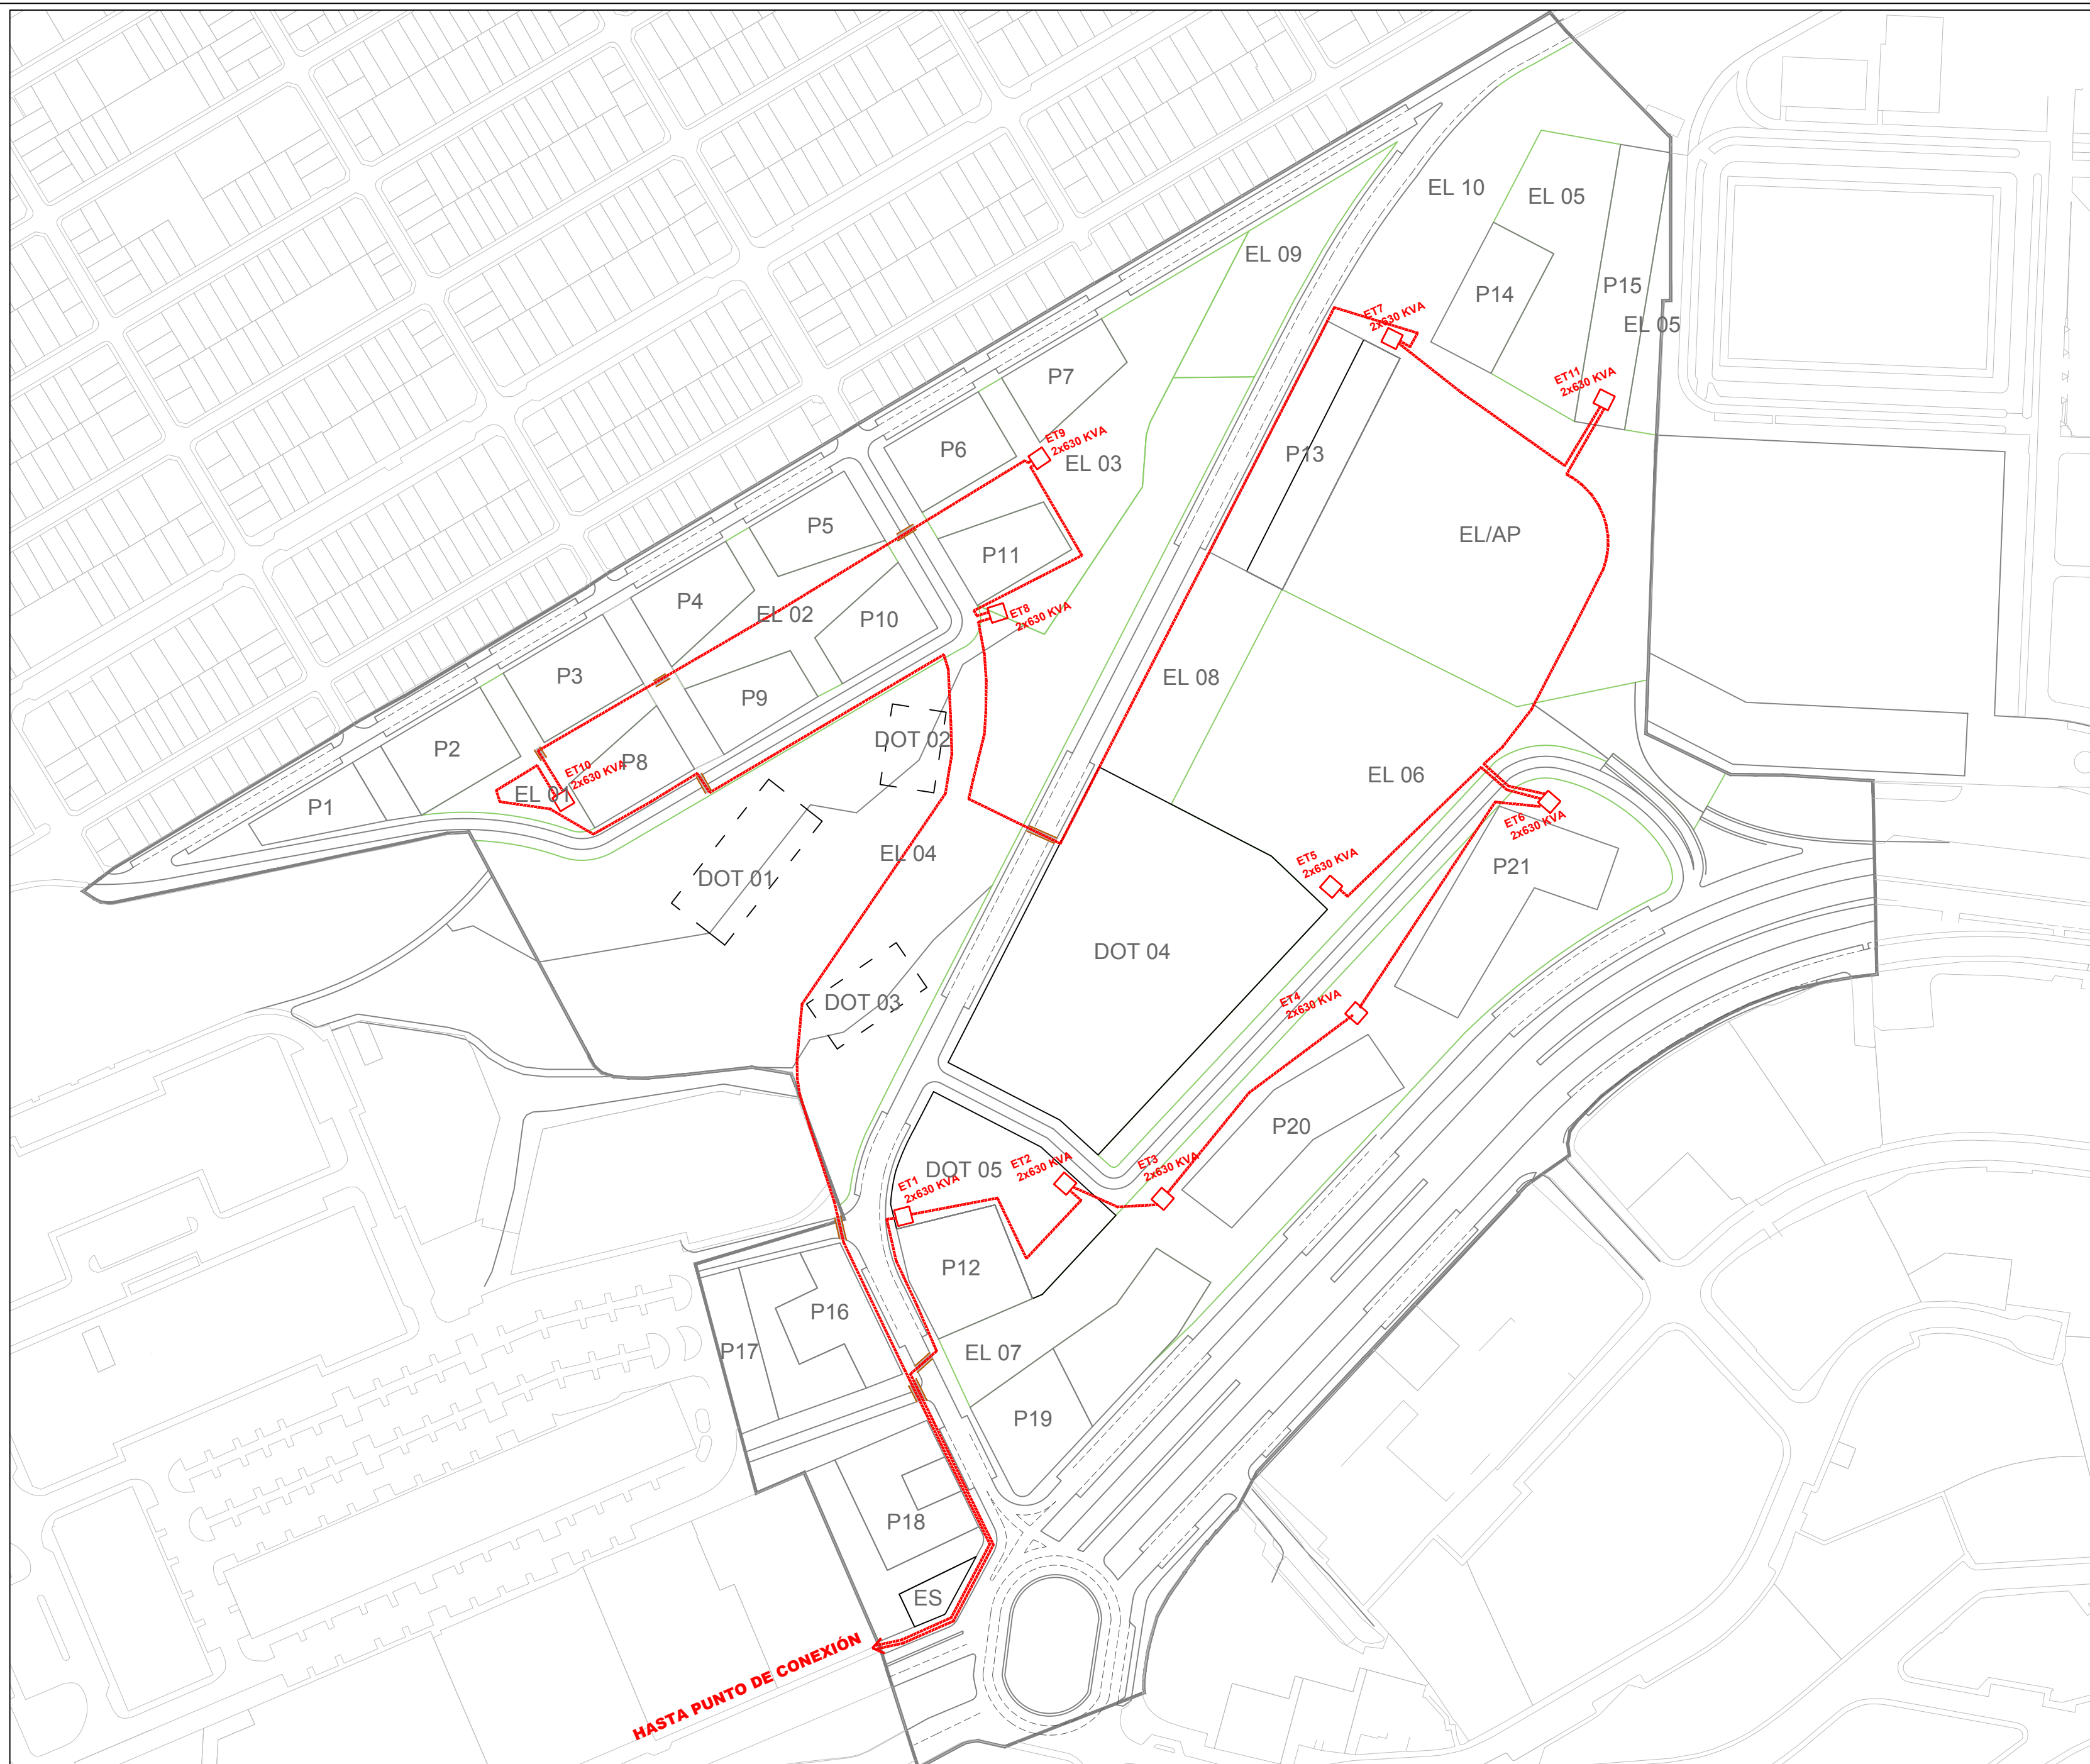 EL 10
EL 05
EL 09
P14
P15
EL 05
ET7
2x630 KVA
ET11
2x630 KVA
P7
P6
ET9
2x630 KVA
EL 03
P13
P5
P11
EL/AP
P4
EL 02
P10
ET8
2x630 KVA
P3
P9
EL 08
P2
P8
ET10
2x630 KVA
EL 01
P1
DOT 02
EL 06
EL 04
DOT 01
ET5
2x630 KVA
ET6
2x630 KVA
P21
DOT 04
DOT 03
ET4
2x630 KVA
P20
DOT 05
ET1
2x630 KVA
ET2
2x630 KVA
ET3
2x630 KVA
P12
P16
P17
EL 07
P19
P18
ES
HASTA PUNTO DE CONEXIÓN